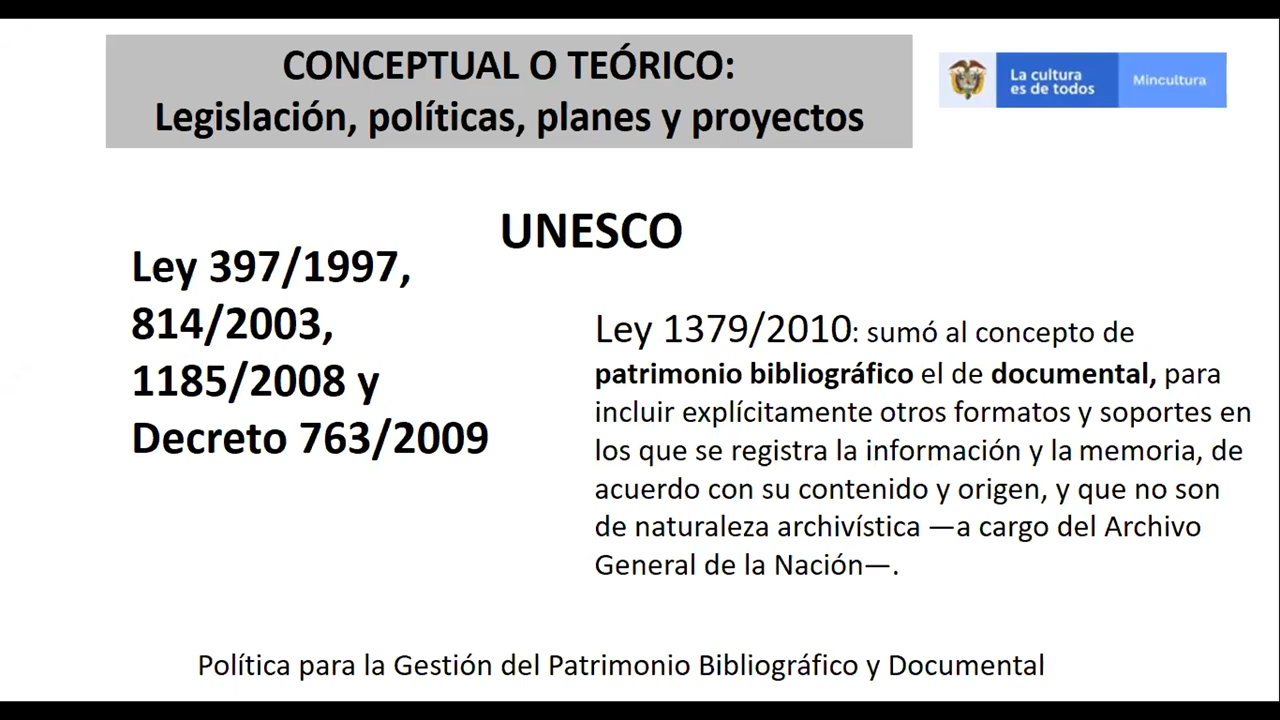 CONCEPTUAL O TEÓRICO:
Legislación, políticas, planes y proyectos
La cultura
es de todos
Mincultura
UNESCO
Ley 397/1997,
814/2003,
1185/2008 y
Decreto 763/2009
Ley 1379/2010: sumó al concepto de
patrimonio bibliográfico el de documental, para
incluir explícitamente otros formatos y soportes en
los que se registra la información y la memoria, de
acuerdo con su contenido y origen, y que no son
de naturaleza archivística —a cargo del Archivo
General de la Nación—.
Política para la Gestión del Patrimonio Bibliográfico y Documental